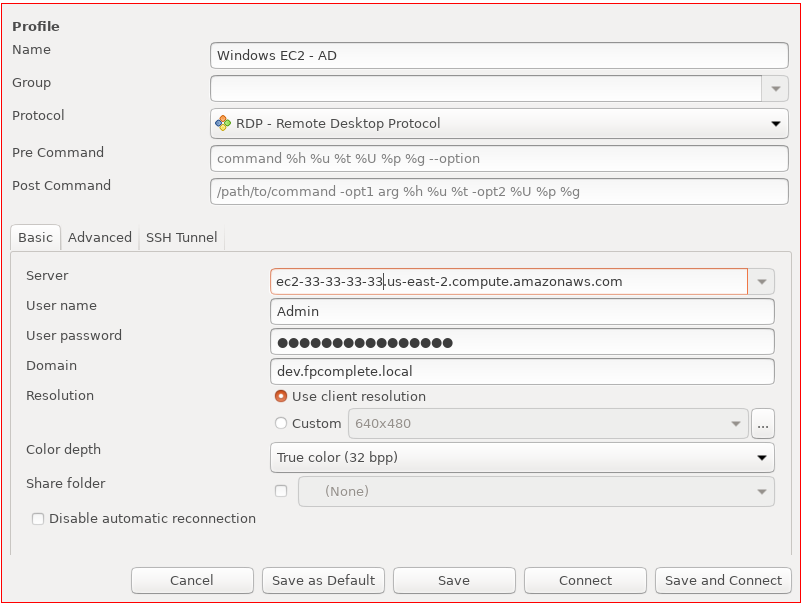 Profile
Name
Windows EC2 - AD
Group
Protocol
RDP - Remote Desktop Protocol
Pre Command
command %h %u %t %U %p %g --option
Post Command
/path/to/command -opt1 arg %h %u %t -opt2 %U %p %g
Basic Advanced SSH Tunnel
Server
ec2-33-33-33-33.us-east-2.compute.amazonaws.com
User name
Admin
User password
●●●●●●●●●●●●●●●●
Domain
dev.fpcomplete.local
Resolution
Use client resolution
Custom 640x480 ...
Color depth
True color (32 bpp)
Share folder
(None)
Disable automatic reconnection
Cancel Save as Default Save Connect Save and Connect